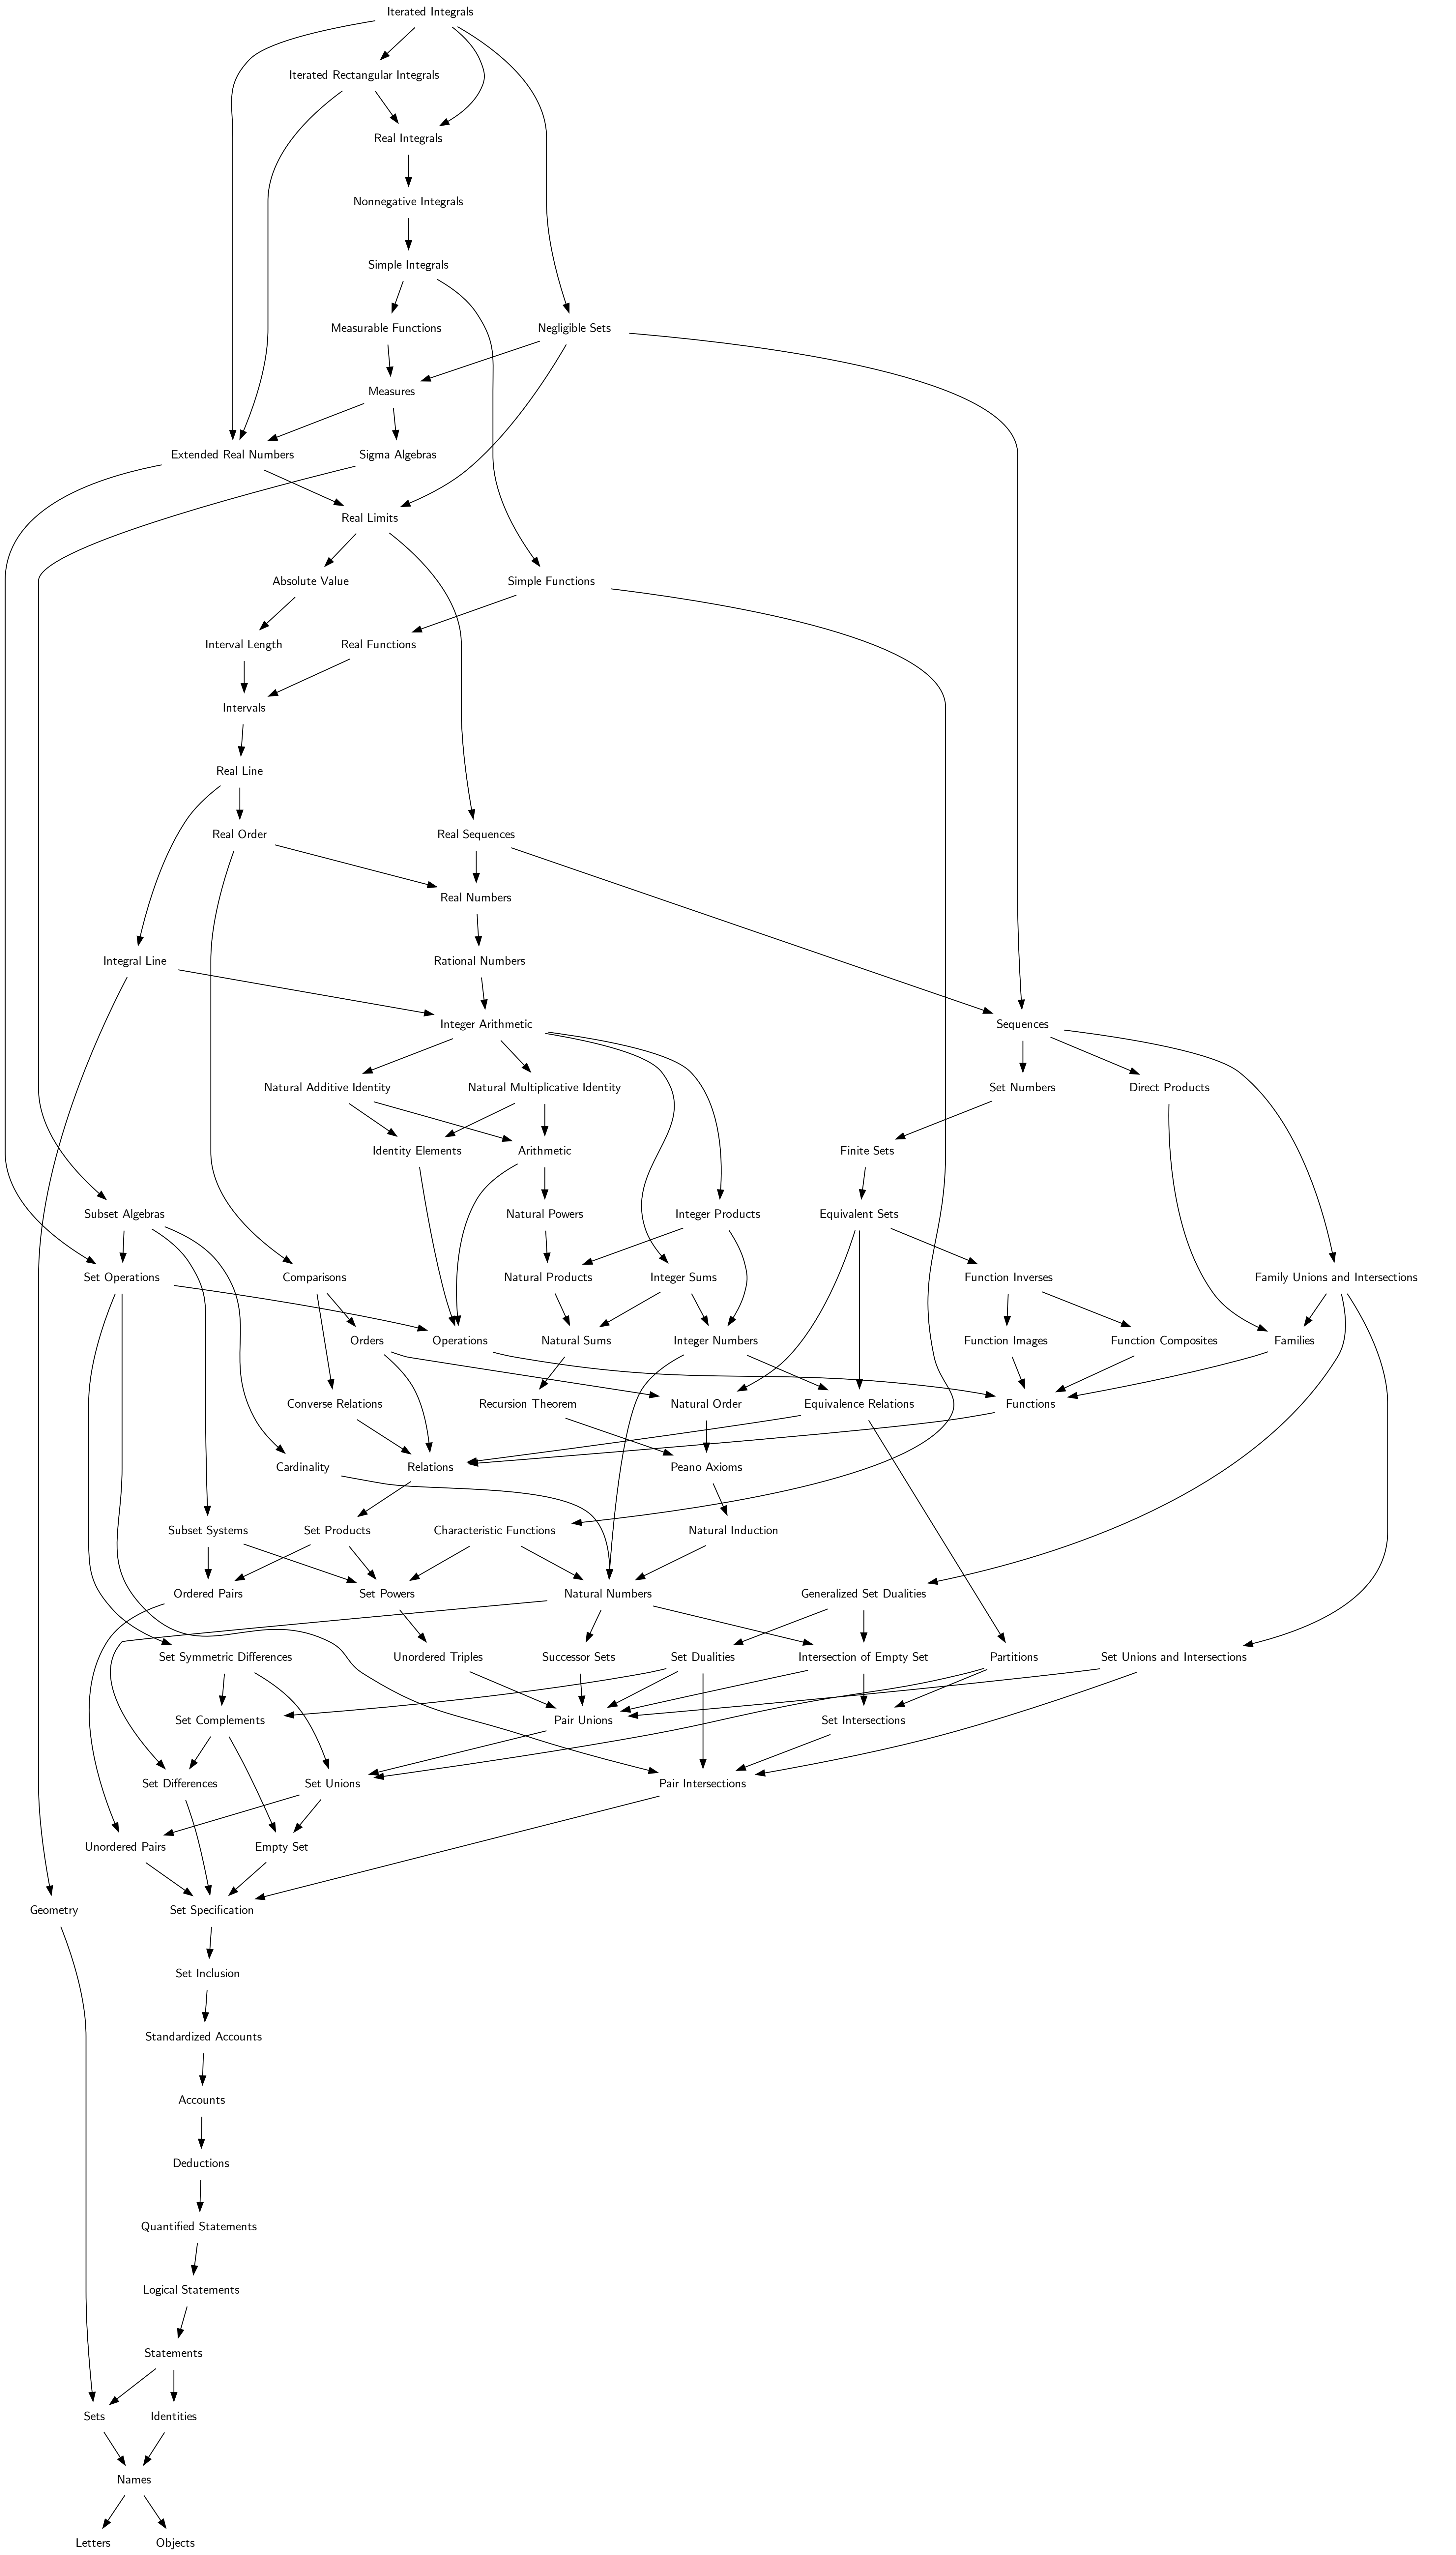 Iterated Integrals
Iterated Rectangular Integrals
Real Integrals
Nonnegative Integrals
Simple Integrals
Measurable Functions
Negligible Sets
Measures
Extended Real Numbers
Sigma Algebras
Real Limits
Absolute Value
Simple Functions
Interval Length
Real Functions
Intervals
Real Line
Real Order
Real Sequences
Real Numbers
Integral Line
Rational Numbers
Integer Arithmetic
Sequences
Natural Additive Identity
Natural Multiplicative Identity
Set Numbers
Direct Products
Identity Elements
Arithmetic
Finite Sets
Subset Algebras
Natural Powers
Integer Products
Equivalent Sets
Set Operations
Comparisons
Natural Products
Integer Sums
Function Inverses
Family Unions and Intersections
Orders
Operations
Natural Sums
Integer Numbers
Function Images
Function Composites
Families
Converse Relations
Recursion Theorem
Natural Order
Equivalence Relations
Functions
Cardinality
Relations
Peano Axioms
Subset Systems
Set Products
Characteristic Functions
Natural Induction
Ordered Pairs
Set Powers
Natural Numbers
Generalized Set Dualities
Set Symmetric Differences
Unordered Triples
Successor Sets
Set Dualities
Intersection of Empty Set
Partitions
Set Unions and Intersections
Set Complements
Pair Unions
Set Intersections
Set Differences
Set Unions
Pair Intersections
Unordered Pairs
Empty Set
Geometry
Set Specification
Set Inclusion
Standardized Accounts
Accounts
Deductions
Quantified Statements
Logical Statements
Statements
Sets
Identities
Names
Letters
Objects